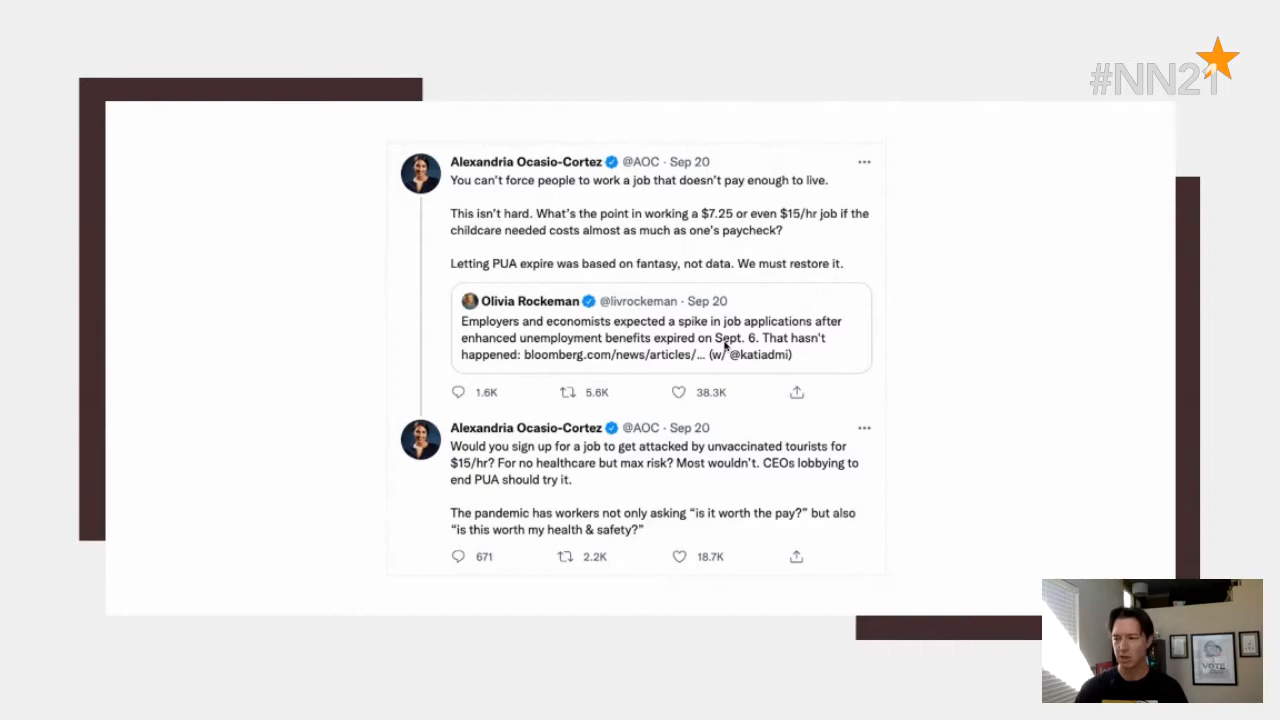 #NN21
Alexandria Ocasio-Cortez @AOC · Sep 20
You can't force people to work a job that doesn't pay enough to live.
This isn't hard. What's the point in working a $7.25 or even $15/hr job if the
childcare needed costs almost as much as one's paycheck?
Letting PUA expire was based on fantasy, not data. We must restore it.
Olivia Rockeman @livrockeman · Sep 20
Employers and economists expected a spike in job applications after
enhanced unemployment benefits expired on Sept. 6. That hasn't
happened: bloomberg.com/news/articles/... (w/ @katiadmi)
1.6K 5.6K 38.3K
Alexandria Ocasio-Cortez @AOC · Sep 20
Would you sign up for a job to get attacked by unvaccinated tourists for
$15/hr? For no healthcare but max risk? Most wouldn't. CEOs lobbying to
end PUA should try it.
The pandemic has workers not only asking “is it worth the pay?” but also
“is this worth my health & safety?”
671 2.2K 18.7K
VOTE